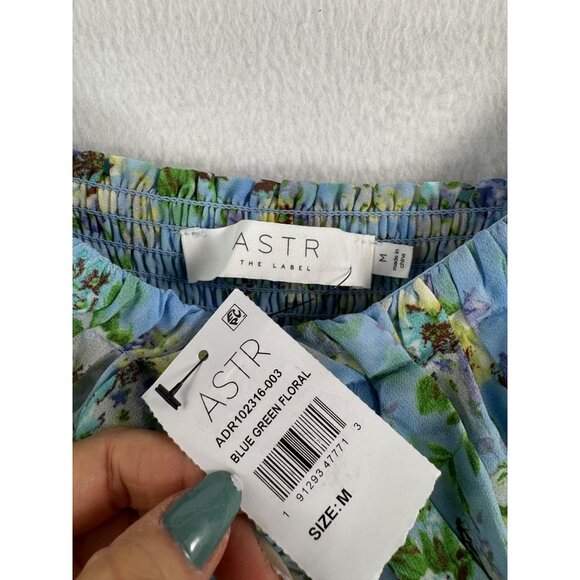 ASTR
THE LABEL
M
made in
china
ASTR
ADR102316-003
BLUE GREEN FLORAL
1 91293 47771 3
SIZE: M